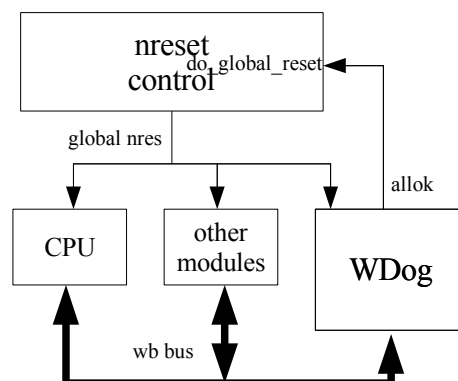 nreset
control
do_global_reset
global nres
allok
CPU
other
modules
WDog
wb bus